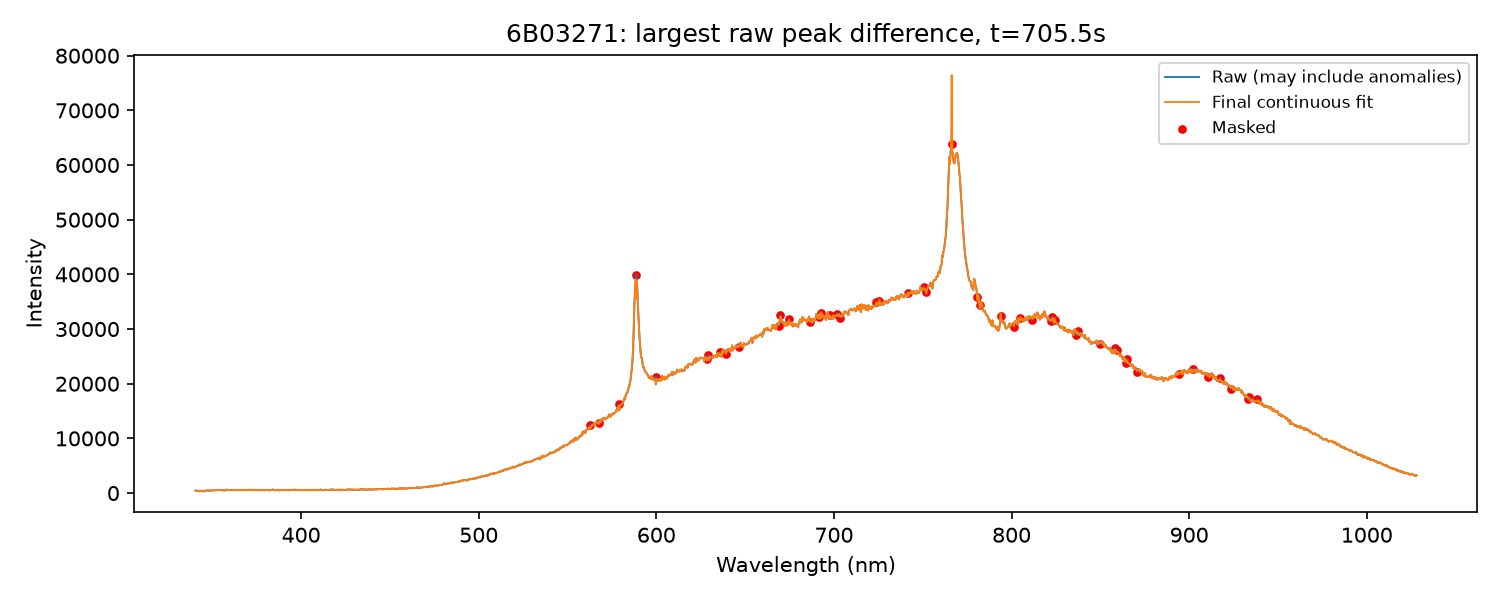 6B03271: largest raw peak difference, t=705.5s
80000
70000
60000
50000
40000
30000
20000
10000
0
Intensity
Raw (may include anomalies)
Final continuous fit
Masked
400 500 600 700 800 900 1000
Wavelength (nm)